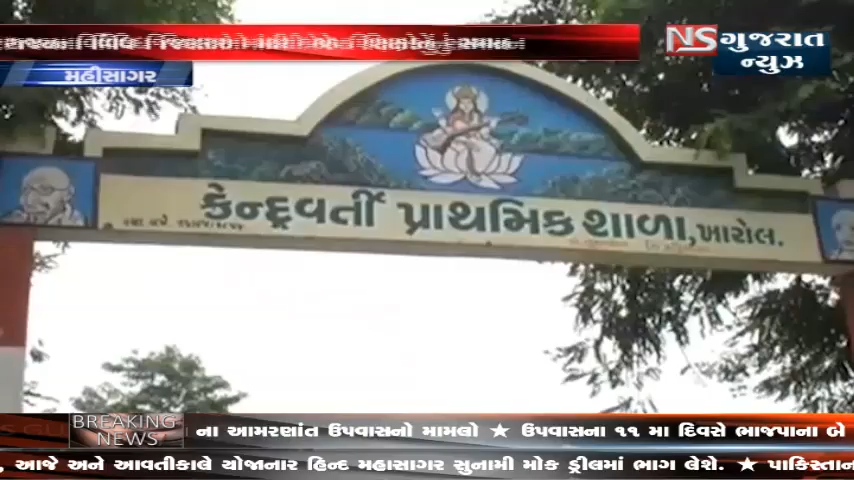 NS ગુજરાત
ન્યુઝ
મહીસાગર
કેન્દ્રવર્તી પ્રાથમિક શાળા, ખારોલ.
BREAKING
NEWS
ના આમરણાંત ઉપવાસનો મામલો ★ ઉપવાસના ૧૧ મા દિવસે ભાજપાના બે
, આજે અને આવતીકાલે યોજાનાર હિન્દ મહાસાગર સુનામી મોક ડ્રીલમાં ભાગ લેશે. ★ પાકિસ્તાન